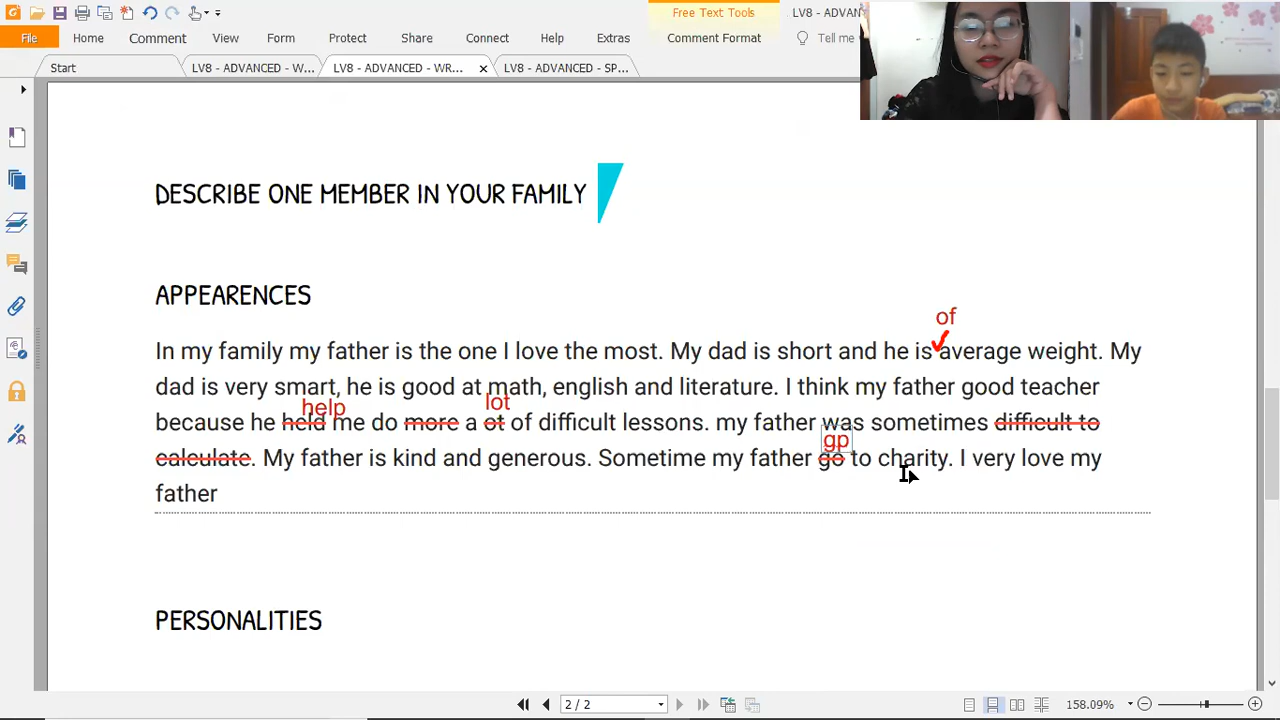 Free Text Tools
LV8 - ADVAN
File Home Comment View Form Protect Share Connect Help Extras Comment Format Tell me
Start LV8 - ADVANCED - W... LV8 - ADVANCED - WR... LV8 - ADVANCED - SP...
DESCRIBE ONE MEMBER IN YOUR FAMILY
APPEARENCES
of
In my family my father is the one I love the most. My dad is short and he is average weight. My
dad is very smart, he is good at math, english and literature. I think my father good teacher
help lot
because he held me do more a ot of difficult lessons. my father was sometimes difficult to
gp
calculate. My father is kind and generous. Sometime my father go to charity. I very love my
father
PERSONALITIES
2 / 2 158.09%